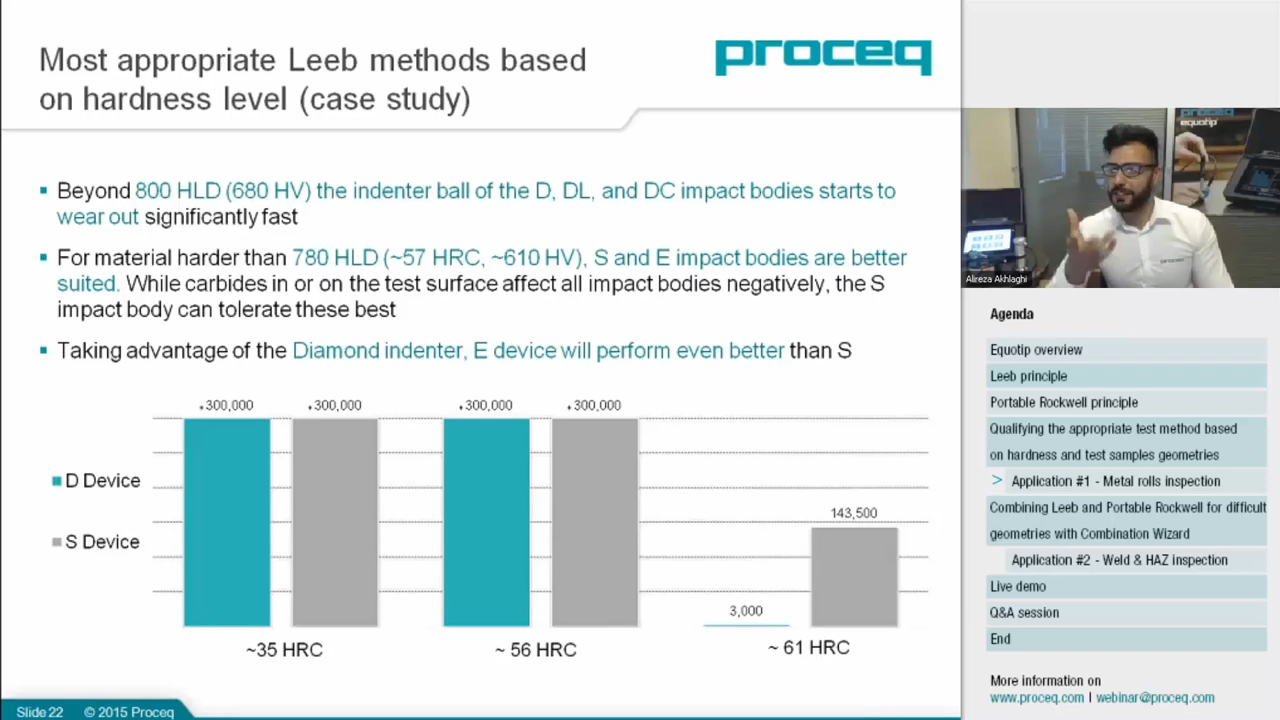 Most appropriate Leeb methods based
on hardness level (case study)
proceq
Beyond 800 HLD (680 HV) the indenter ball of the D, DL, and DC impact bodies starts to
wear out significantly fast
For material harder than 780 HLD (~57 HRC, ~610 HV), S and E impact bodies are better
suited. While carbides in or on the test surface affect all impact bodies negatively, the S
impact body can tolerate these best
Taking advantage of the Diamond indenter, E device will perform even better than S
+300,000 +300,000 +300,000 +300,000
D Device
143,500
S Device
3,000
~35 HRC ~ 56 HRC ~ 61 HRC
Slide 22 © 2015 Proceq
proceq
equotip
Alireza Akhlaghi
Agenda
Equotip overview
Leeb principle
Portable Rockwell principle
Qualifying the appropriate test method based
on hardness and test samples geometries
> Application #1 - Metal rolls inspection
Combining Leeb and Portable Rockwell for difficult
geometries with Combination Wizard
Application #2 - Weld & HAZ inspection
Live demo
Q&A session
End
More information on
www.proceq.com | webinar@proceq.com